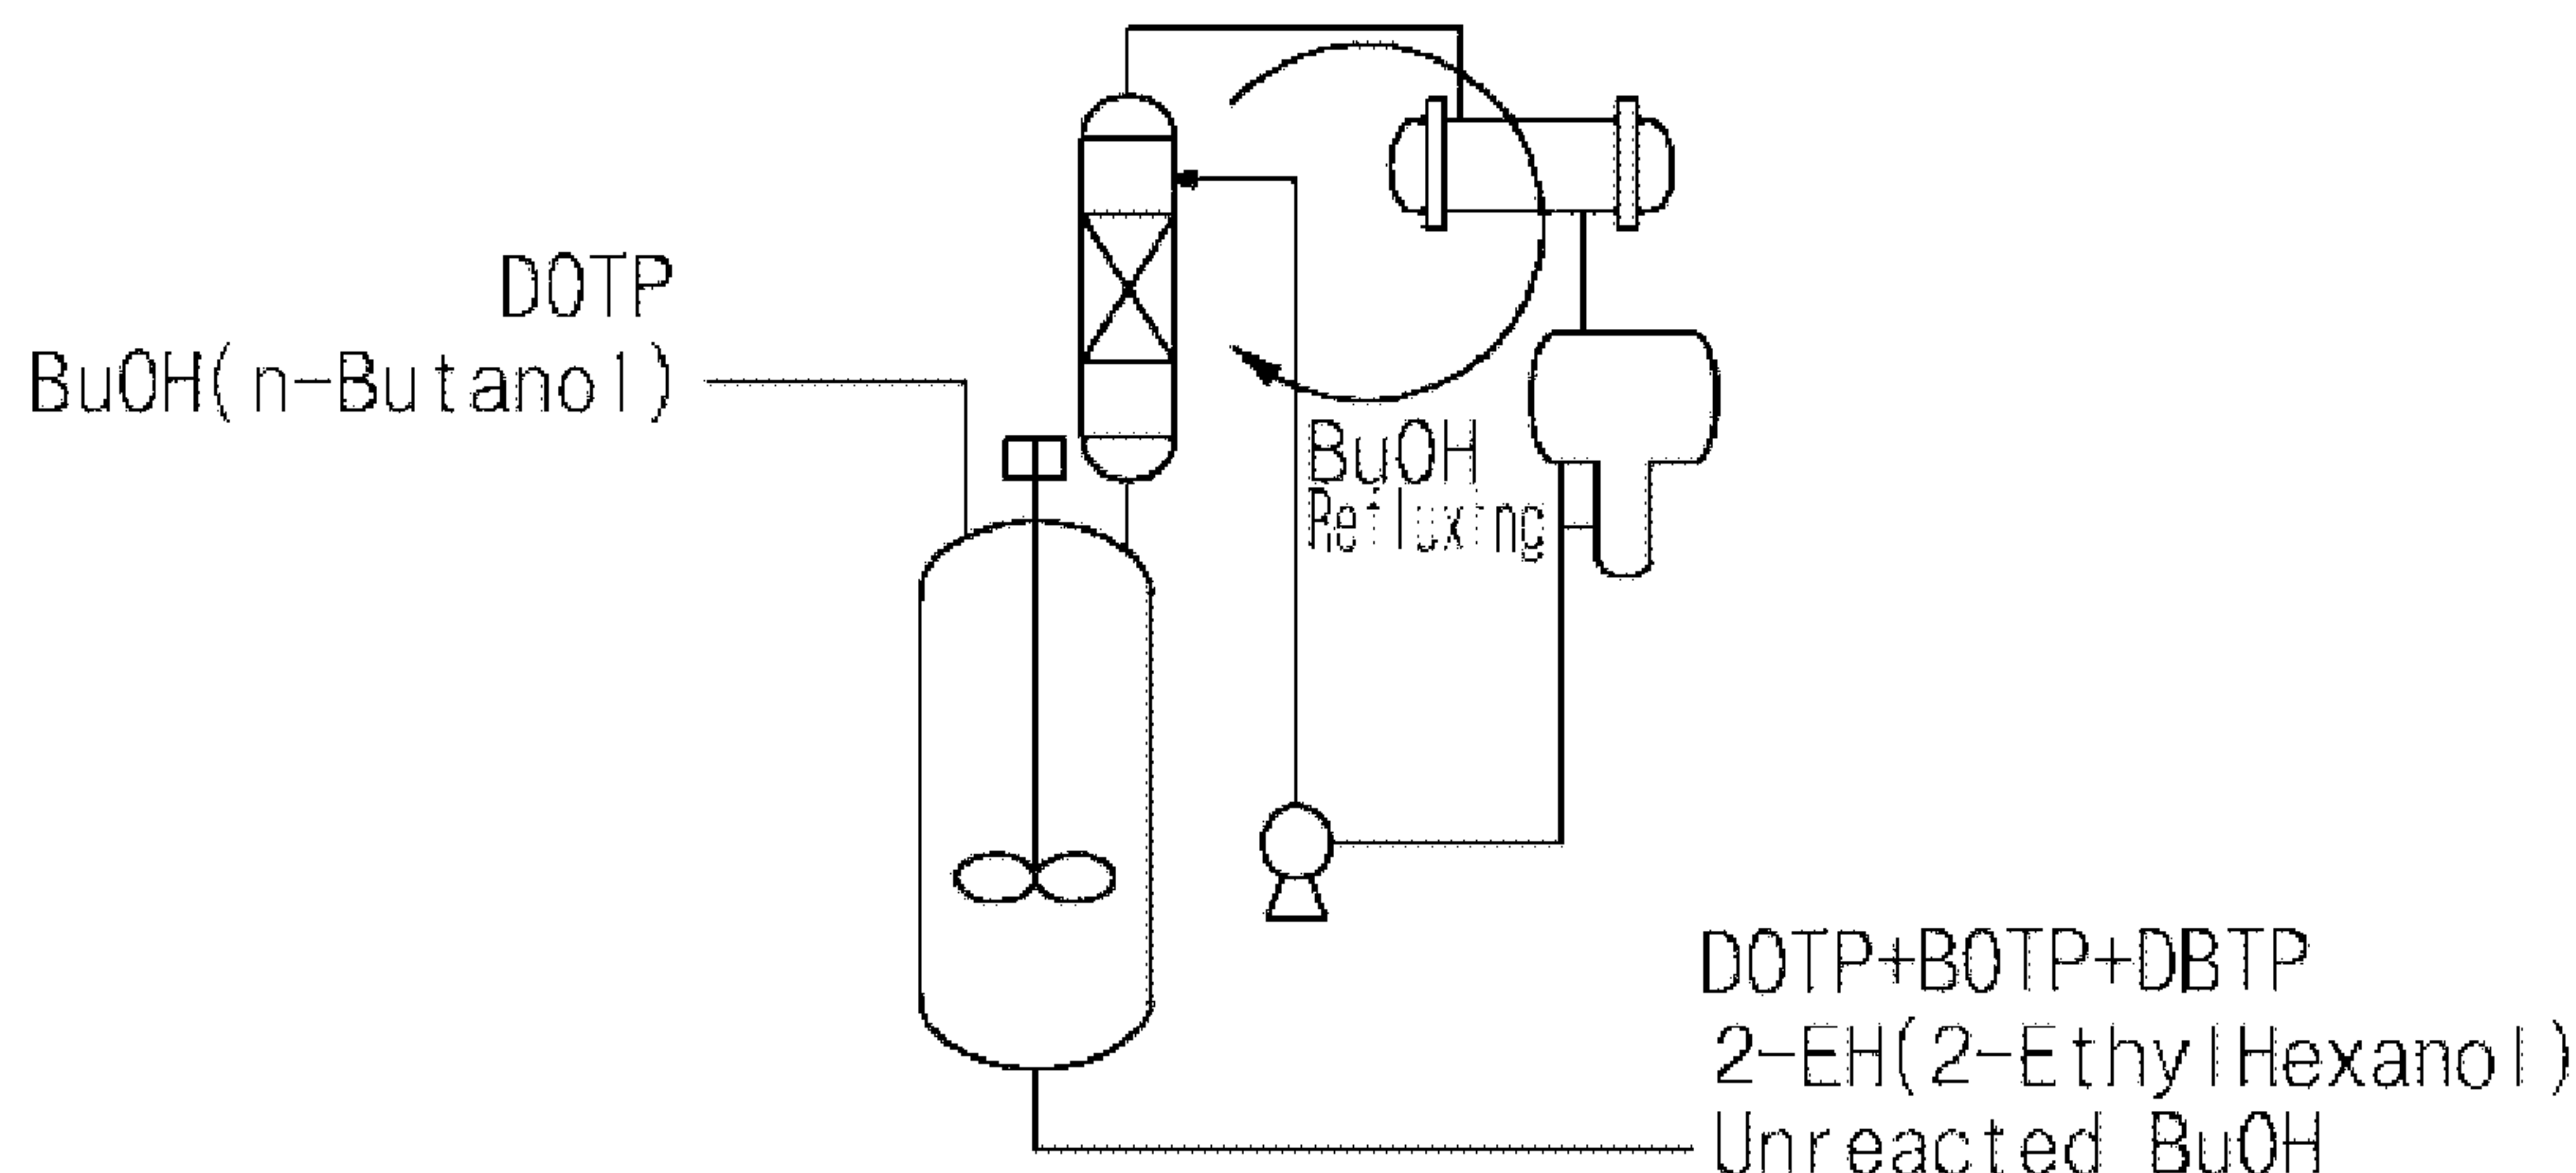 DOTP
BuOH(n-Butanol)
BuOH
Refluxing
DOTP+BOTP+DBTP
2-EH(2-EthylHexanol)
Unreacted BuOH